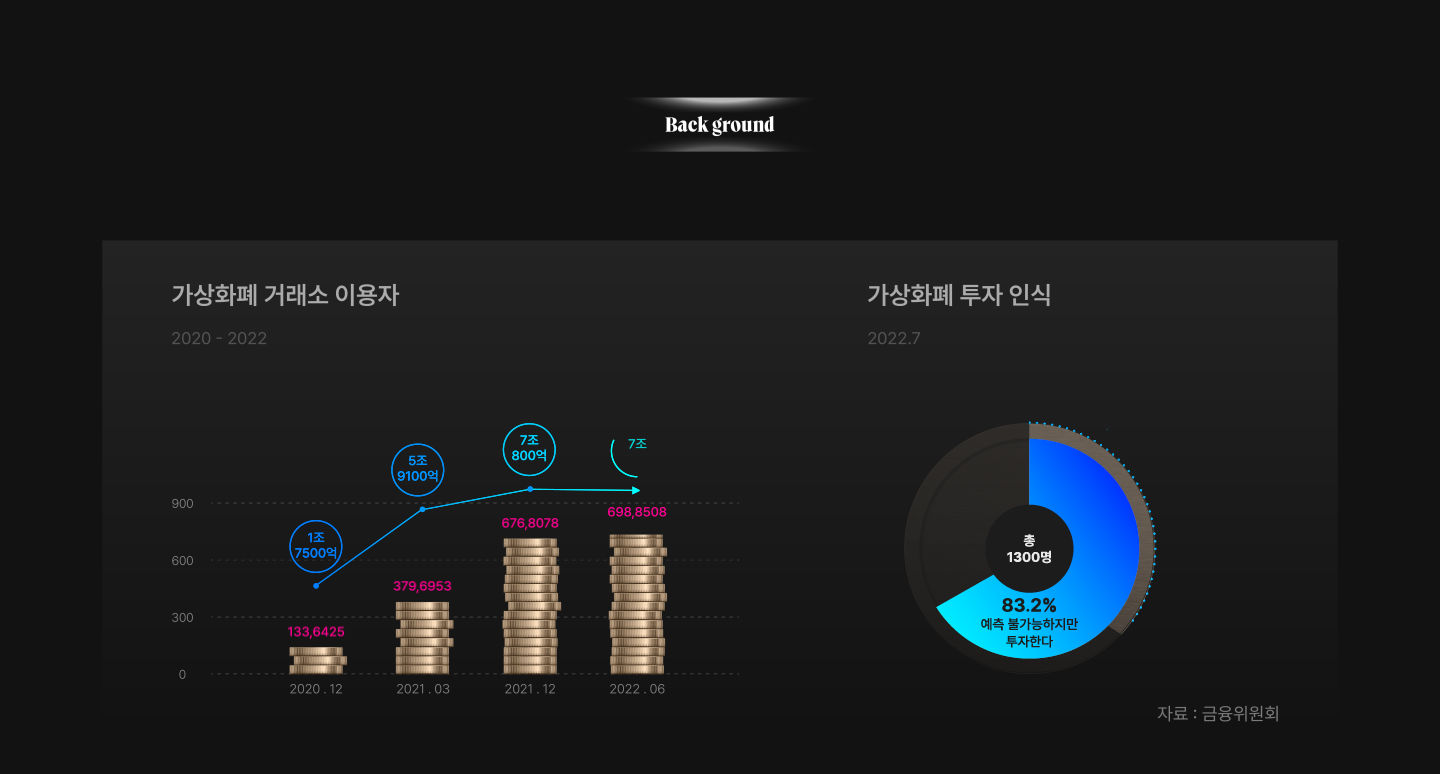 Back ground
가상화폐 거래소 이용자
2020 - 2022
1조
7500억
5조
9100억
7조
800억
7조
900
600
300
0
133,6425
379,6953
676,8078
698,8508
2020 . 12
2021 . 03
2021 . 12
2022 . 06
가상화폐 투자 인식
2022.7
총
1300명
83.2%
예측 불가능하지만
투자한다
자료 : 금융위원회